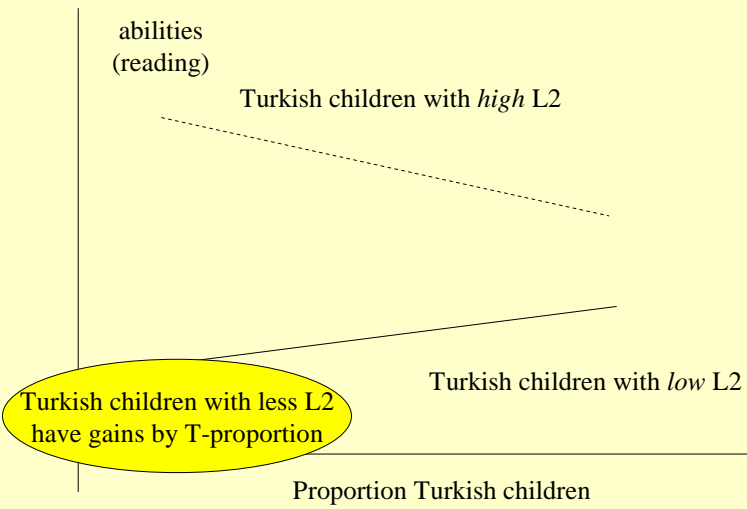 abilities
(reading)
Turkish children with high L2
Turkish children with low L2
Turkish children with less L2
have gains by T-proportion
Proportion Turkish children